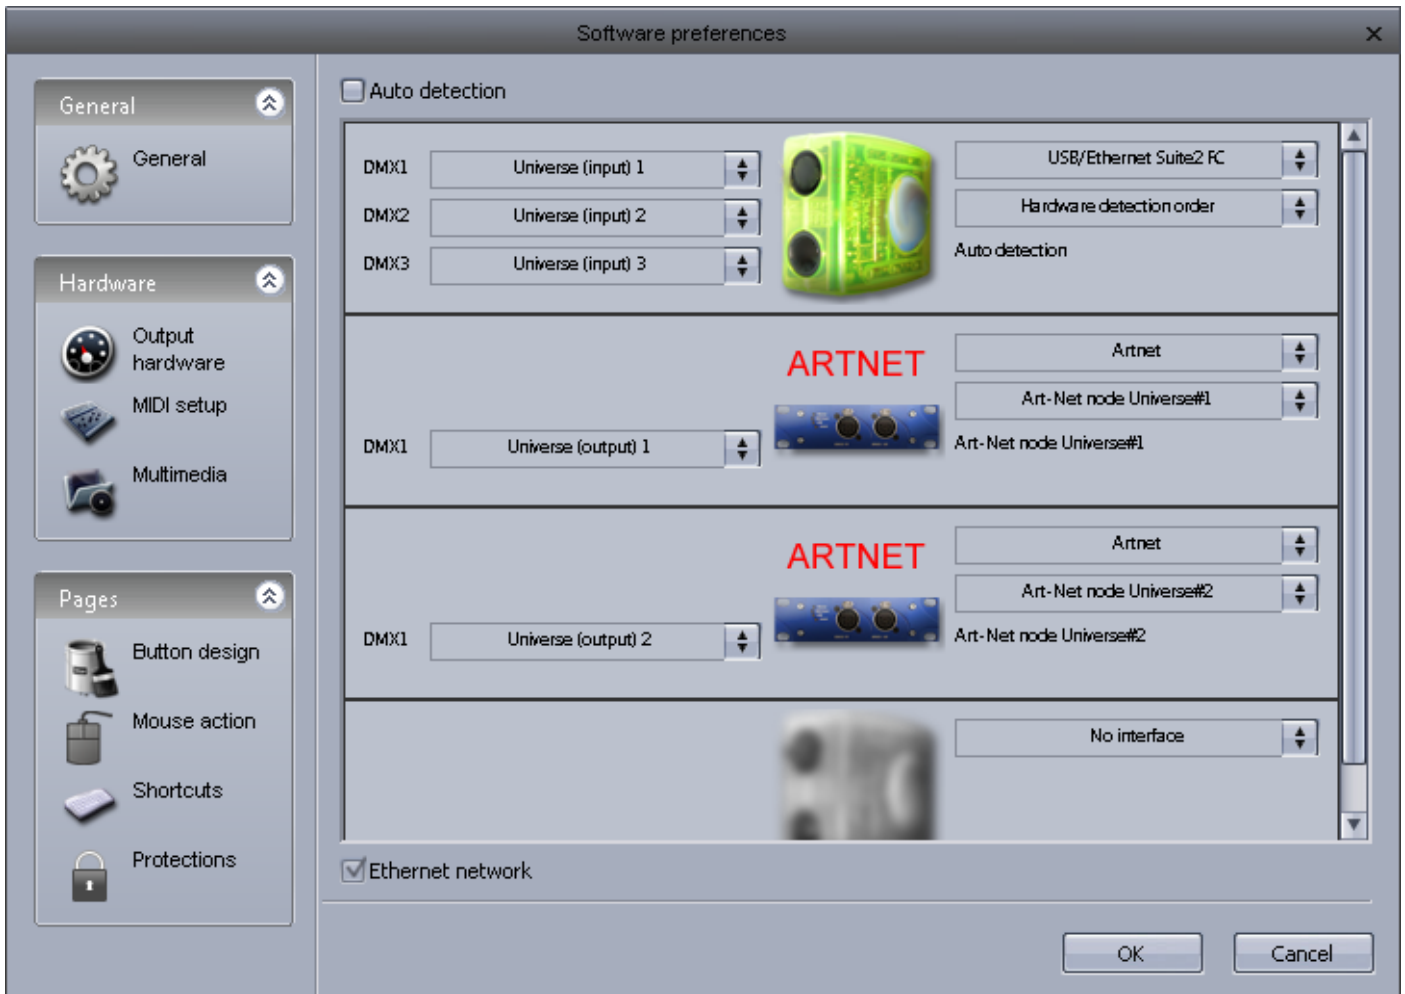 Software preferences
General
General
Hardware
Output
hardware
MIDI setup
Multimedia
Pages
Button design
Mouse action
Shortcuts
Protections
Auto detection
DMX1 Universe (input) 1
DMX2 Universe (input) 2
DMX3 Universe (input) 3
USB/Ethernet Suite2 FC
Hardware detection order
Auto detection
ARTNET
DMX1 Universe (output) 1
Artnet
Art-Net node Universe#1
Art-Net node Universe#1
ARTNET
DMX1 Universe (output) 2
Artnet
Art-Net node Universe#2
Art-Net node Universe#2
No interface
Ethernet network
OK Cancel